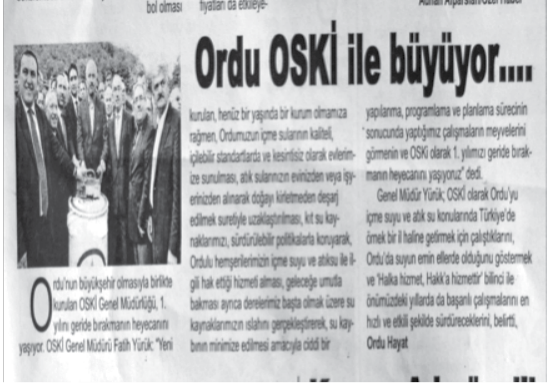 bol olması
fiyatları da etkileye-
Ordu OSKİ ile büyüyor....
Ordu'nun büyükşehir olmasıyla birlikte
kurulan OSKİ Genel Müdürlüğü, 1.
yılını geride bırakmanın heyecanını
yaşıyor. OSKİ Genel Müdürü Fatih Yürük; "Yeni
kurulan, henüz bir yaşında bir kurum olmamıza
rağmen, Ordumuzun içme sularının kaliteli,
içilebilir standartlarda ve kesintisiz olarak evlerim-
ize sunulması, atık sularınızın evinizden veya işy-
erinizden alınarak doğayı kirletmeden deşarj
edilmek suretiyle uzaklaştırılması, kıt su kay-
naklarımızı, sürdürülebilir politikalarla koruyarak,
Ordulu hemşerilerimizin içme suyu ve atıksu ile il-
gili hak ettiği hizmeti alması, geleceğe umutla
bakması ayrıca derelerimiz başta olmak üzere su
kaynaklarımızın ıslahını gerçekleştirerek, su kay-
bının minimize edilmesi amacıyla ciddi bir
yapılanma, programlama ve planlama sürecinin
sonucunda yaptığımız çalışmaların meyvelerini
görmenin ve OSKİ olarak 1. yılımızı geride bırak-
manın heyecanını yaşıyoruz" dedi.
Genel Müdür Yürük; OSKİ olarak Ordu'yu
içme suyu ve atık su konularında Türkiye'de
örnek bir il haline getirmek için çalıştıklarını,
Ordu'da suyun emin ellerde olduğunu göstermek
ve 'Halka hizmet, Hakk'a hizmettir' bilinci ile
önümüzdeki yıllarda da başarılı çalışmalarını en
hızlı ve etkili şekilde sürdüreceklerini, belirtti,
Ordu Hayat